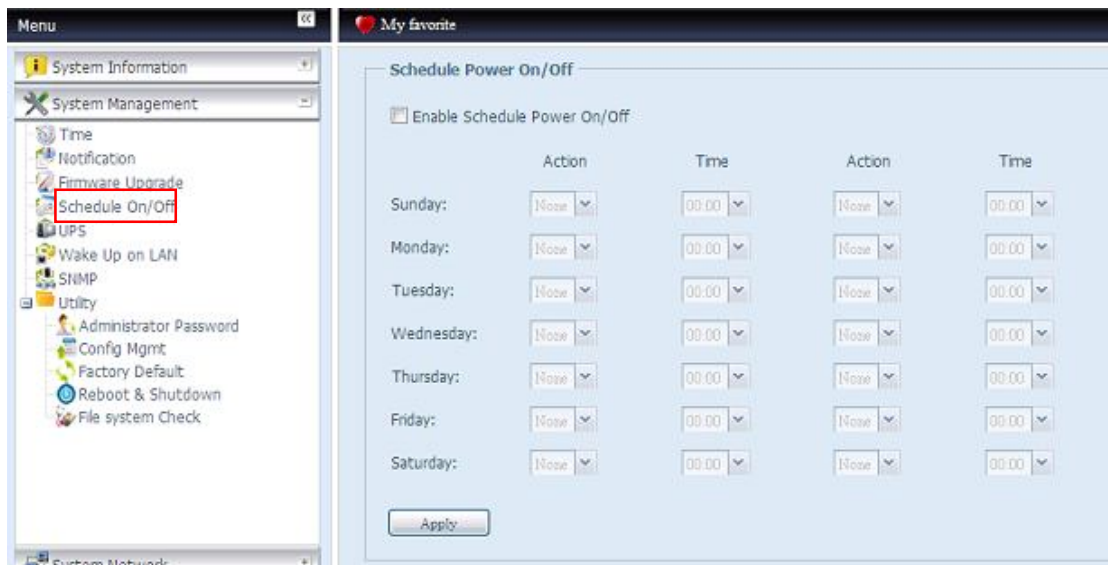 Menu
My favorite
System Information
System Management
Time
Notification
Firmware Upgrade
Schedule On/Off
UPS
Wake Up on LAN
SNMP
Utility
Administrator Password
Config Mgmt
Factory Default
Reboot & Shutdown
File system Check
System Network
Schedule Power On/Off
Enable Schedule Power On/Off
Action Time Action Time
Sunday: None 00:00 None 00:00
Monday: None 00:00 None 00:00
Tuesday: None 00:00 None 00:00
Wednesday: None 00:00 None 00:00
Thursday: None 00:00 None 00:00
Friday: None 00:00 None 00:00
Saturday: None 00:00 None 00:00
Apply